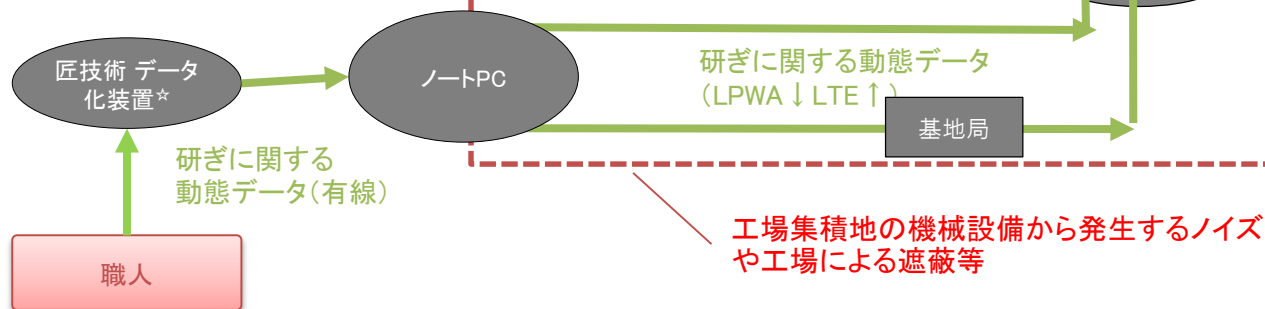 匠技術 データ
化装置☆
ノートPC
研ぎに関する動態データ
(LPWA↓LTE↑)
基地局
研ぎに関する
動態データ(有線)
工場集積地の機械設備から発生するノイズ
や工場による遮蔽等
職人